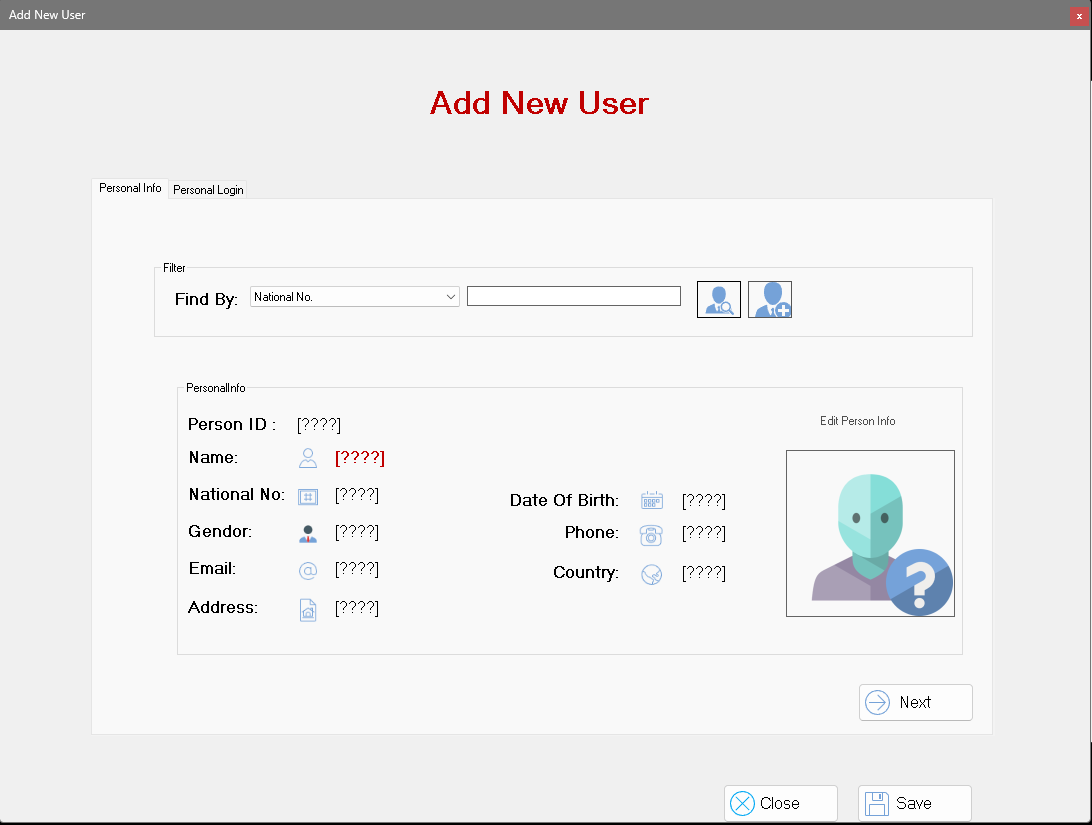 Add New User
x
Add New User
Personal Info
Personal Login
Filter
Find By:
National No.
PersonalInfo
Person ID :
[????]
Edit Person Info
Name:
[????]
National No:
[????]
Date Of Birth:
[????]
Gendor:
[????]
Phone:
[????]
Email:
@
[????]
Country:
[????]
Address:
[????]
?
Next
Close
Save